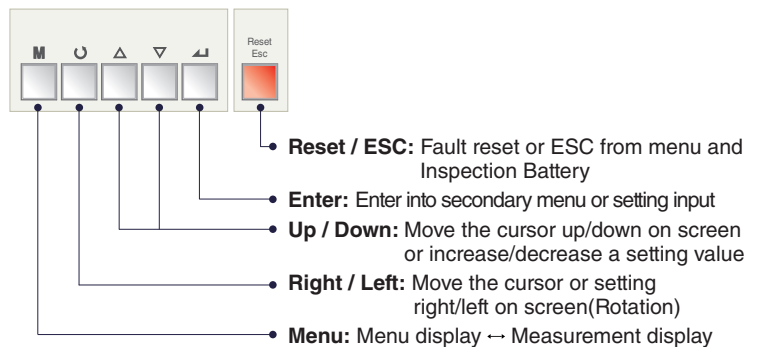 M
Reset
Esc
Reset / ESC: Fault reset or ESC from menu and
Inspection Battery
Enter: Enter into secondary menu or setting input
Up / Down: Move the cursor up/down on screen
or increase/decrease a setting value
Right / Left: Move the cursor or setting
right/left on screen(Rotation)
Menu: Menu display ↔ Measurement display